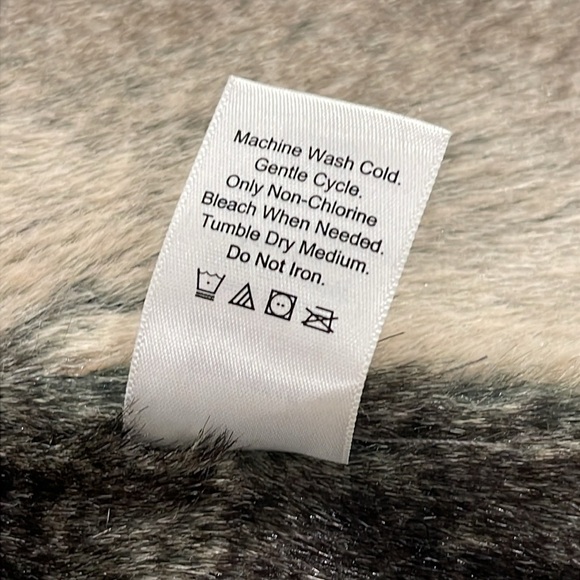 Machine Wash Cold.
Gentle Cycle.
Only Non-Chlorine
Bleach When Needed.
Tumble Dry Medium.
Do Not Iron.